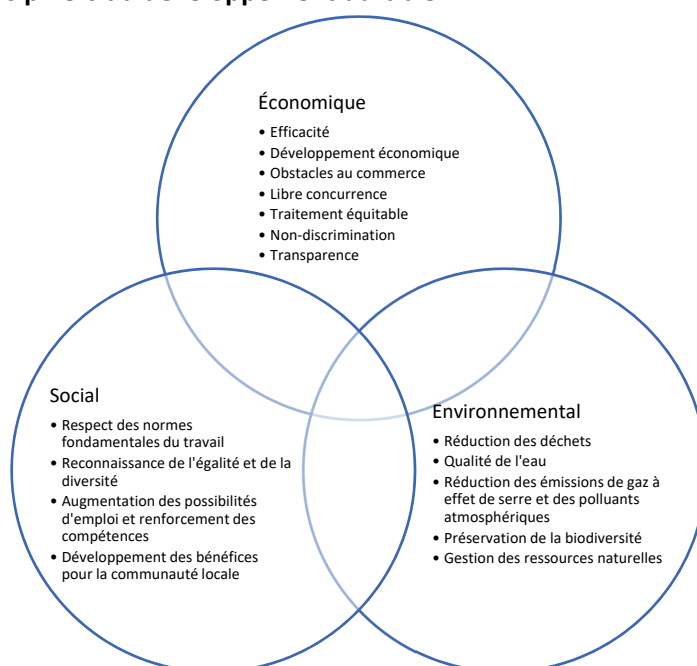 Économique
• Efficacité
• Développement économique
• Obstacles au commerce
• Libre concurrence
• Traitement équitable
• Non-discrimination
• Transparence
Social
• Respect des normes
fondamentales du travail
• Reconnaissance de l'égalité et de la
diversité
• Augmentation des possibilités
d'emploi et renforcement des
compétences
• Développement des bénéfices
pour la communauté locale
Environnemental
• Réduction des déchets
• Qualité de l'eau
• Réduction des émissions de gaz à
effet de serre et des polluants
atmosphériques
• Préservation de la biodiversité
• Gestion des ressources naturelles